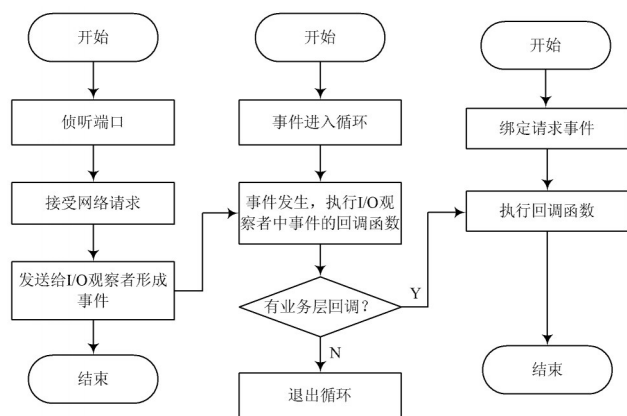 开始
侦听端口
接受网络请求
发送给I/O观察者形成
事件
结束
开始
事件进入循环
事件发生，执行I/O观
察者中事件的回调函数
有业务层回调？
Y
N
退出循环
开始
绑定请求事件
执行回调函数
结束